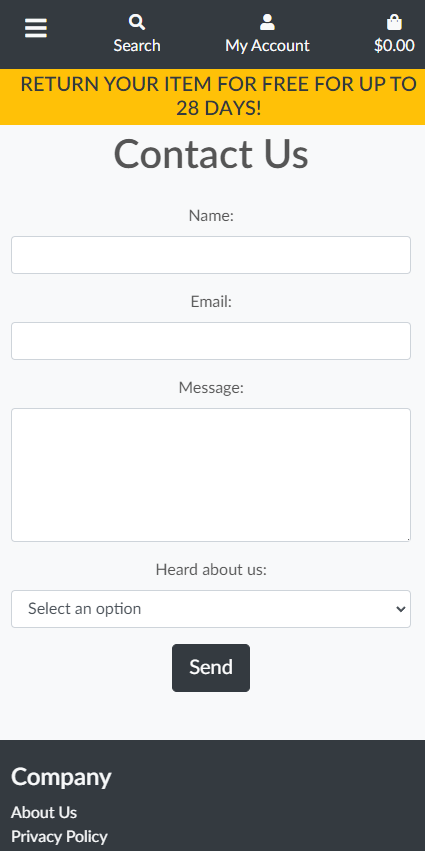 Search
My Account
$0.00
RETURN YOUR ITEM FOR FREE FOR UP TO
28 DAYS!
Contact Us
Name:
Email:
Message:
Heard about us:
Select an option
Send
Company
About Us
Privacy Policy